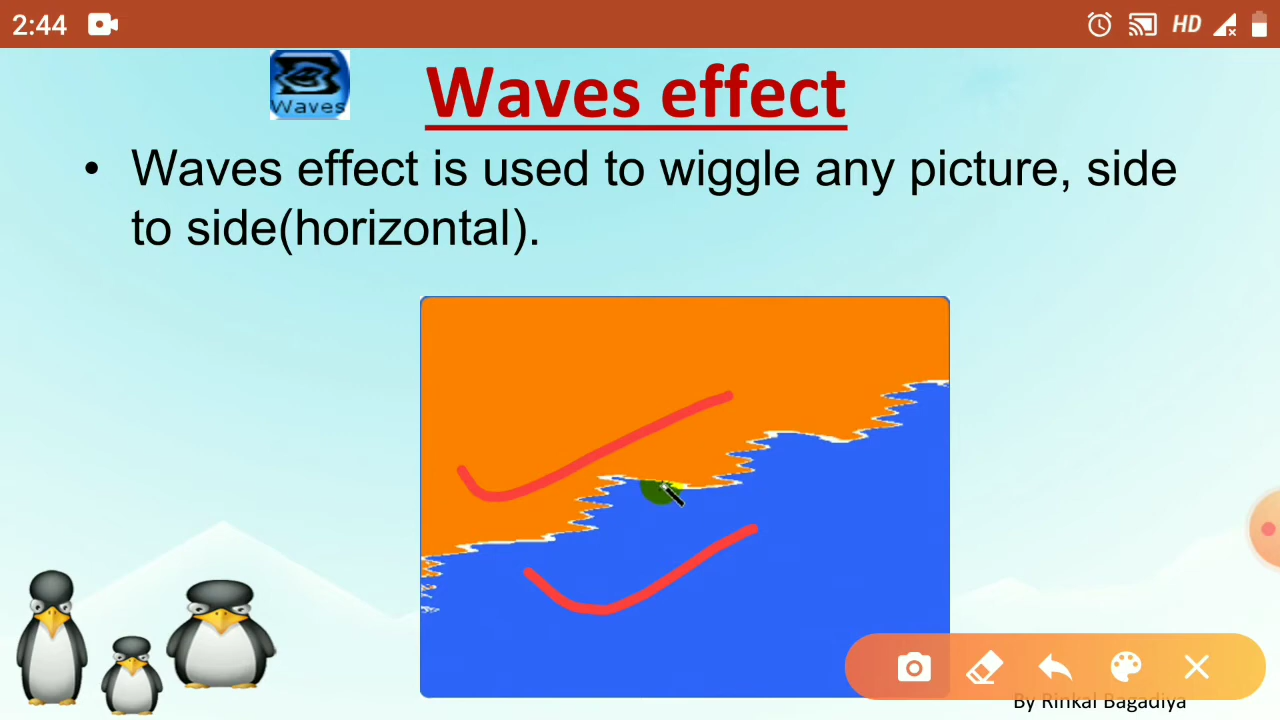 2:44
HD
Waves
Waves effect
• Waves effect is used to wiggle any picture, side
to side(horizontal).
By Rinkal Bagadiya